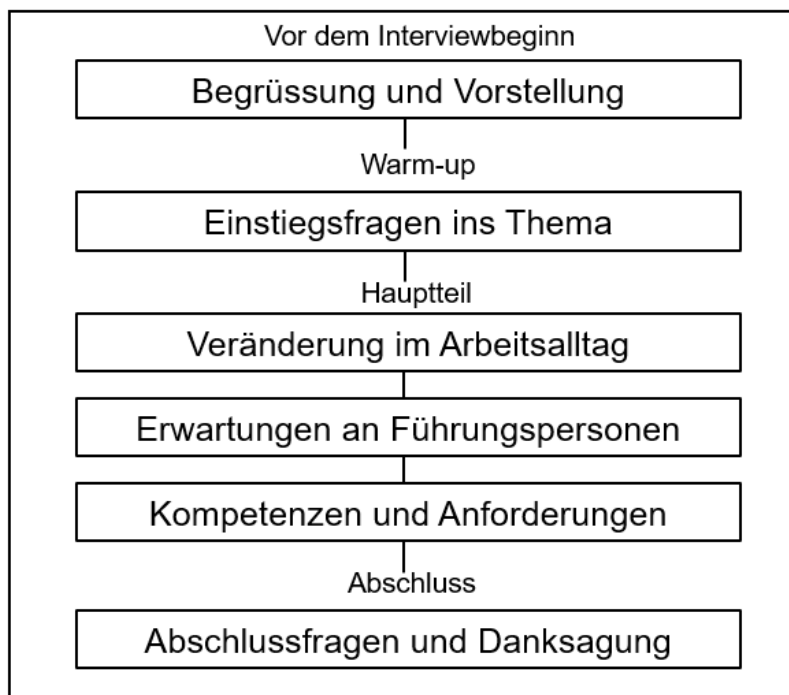 Vor dem Interviewbeginn
Begrüssung und Vorstellung
Warm-up
Einstiegsfragen ins Thema
Hauptteil
Veränderung im Arbeitsalltag
Erwartungen an Führungspersonen
Kompetenzen und Anforderungen
Abschluss
Abschlussfragen und Danksagung